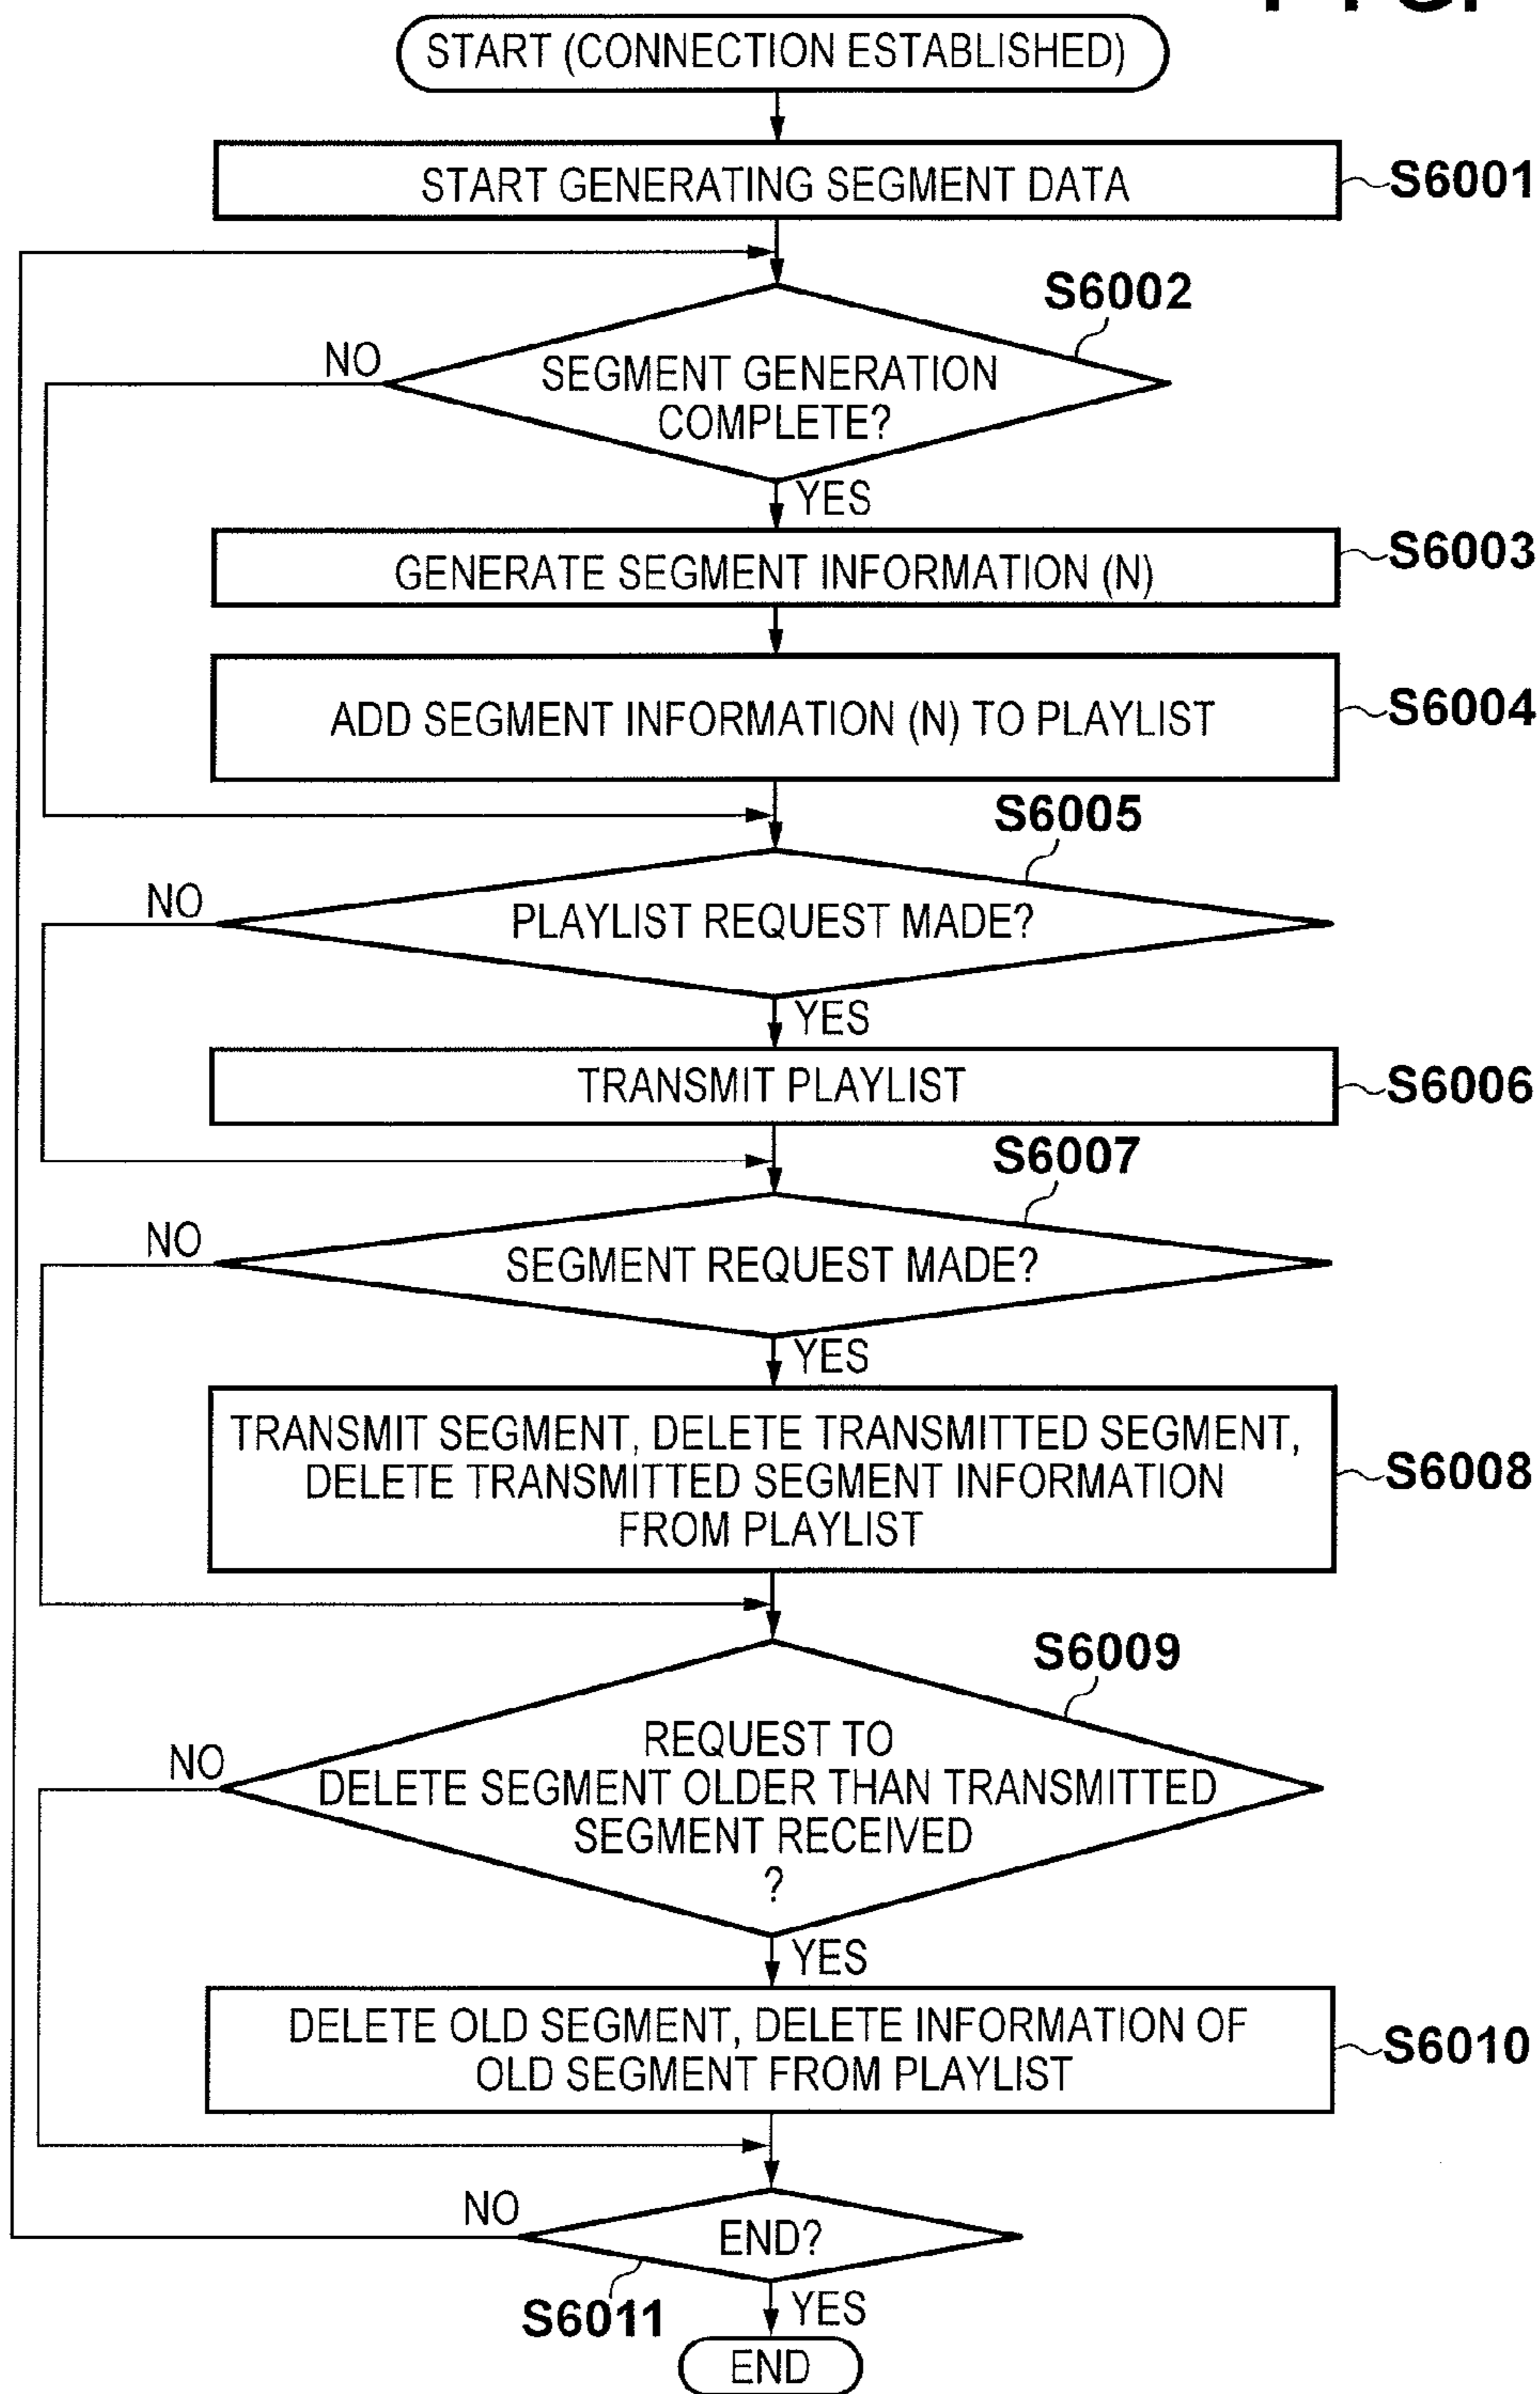 START (CONNECTION ESTABLISHED)
START GENERATING SEGMENT DATA
S6001
S6002
NO
SEGMENT GENERATION
COMPLETE?
YES
GENERATE SEGMENT INFORMATION (N)
S6003
ADD SEGMENT INFORMATION (N) TO PLAYLIST
S6004
S6005
NO
PLAYLIST REQUEST MADE?
YES
TRANSMIT PLAYLIST
S6006
S6007
NO
SEGMENT REQUEST MADE?
YES
TRANSMIT SEGMENT, DELETE TRANSMITTED SEGMENT,
DELETE TRANSMITTED SEGMENT INFORMATION
FROM PLAYLIST
S6008
S6009
NO
REQUEST TO
DELETE SEGMENT OLDER THAN TRANSMITTED
SEGMENT RECEIVED
?
YES
DELETE OLD SEGMENT, DELETE INFORMATION OF
OLD SEGMENT FROM PLAYLIST
S6010
NO
END?
S6011
YES
END